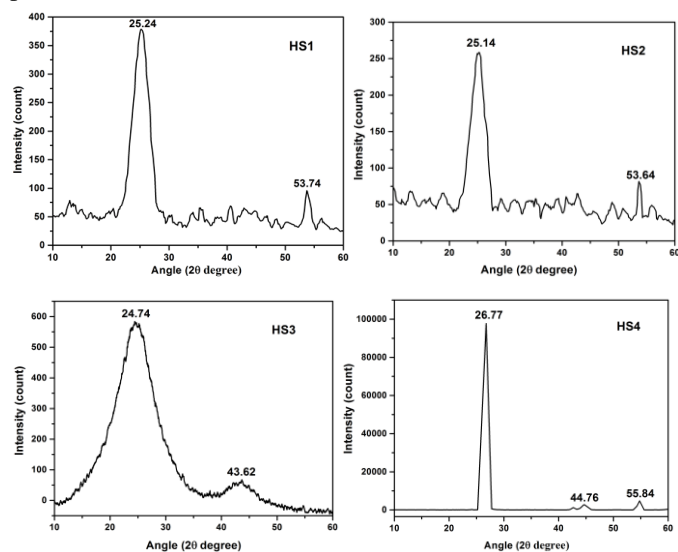 400
350
300
250
200
150
100
50
0
10 20 30 40 50 60
25.24
53.74
HS1
Intensity (count)
Angle (2θ degree)
300
250
200
150
100
50
0
10 20 30 40 50 60
25.14
53.64
HS2
Intensity (count)
Angle (2θ degree)
600
500
400
300
200
100
0
10 20 30 40 50 60
24.74
43.62
HS3
Intensity (count)
Angle (2θ degree)
100000
80000
60000
40000
20000
0
10 20 30 40 50 60
26.77
44.76
55.84
HS4
Intensity (count)
Angle (2θ degree)